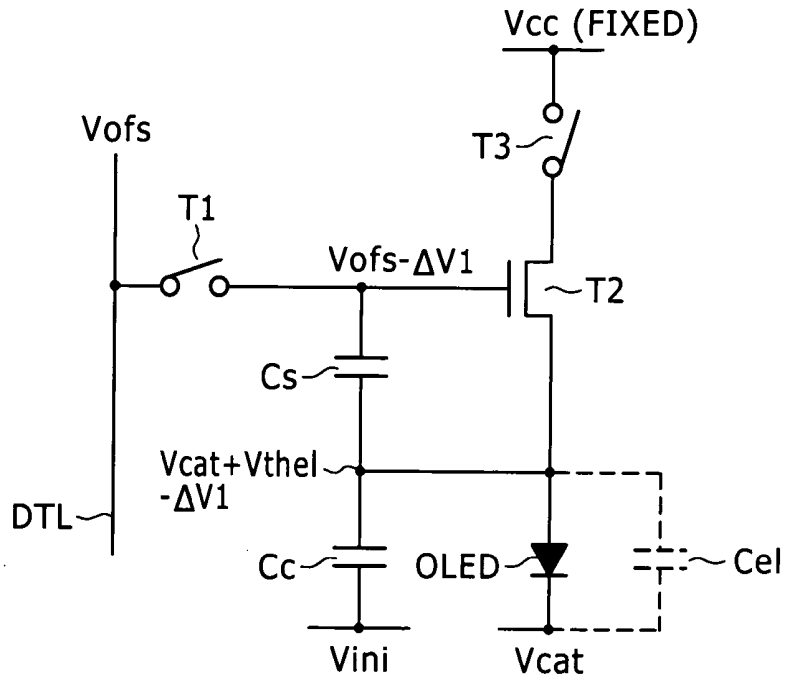 Vcc (FIXED)
Vofs
T3
T1
Vofs-ΔV1
T2
Cs
Vcat+Vthel
-ΔV1
DTL
Cc
OLED
Cel
Vini
Vcat